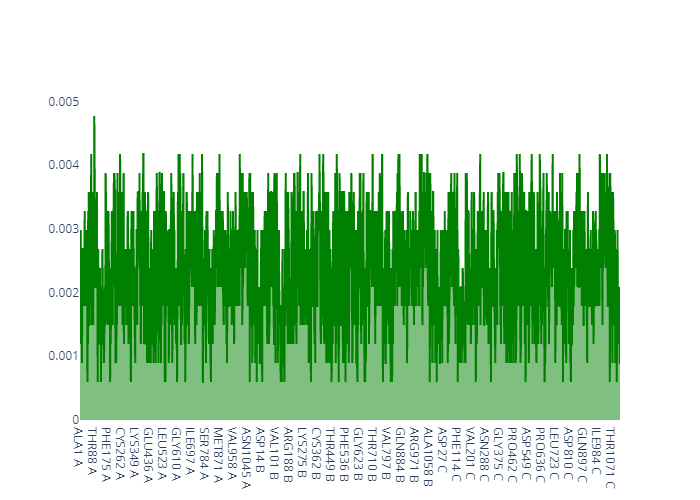 0.005
0.004
0.003
0.002
0.001
0
ALA1 A
THR88 A
PHE175 A
CYS262 A
LYS349 A
GLU436 A
LEU523 A
GLY610 A
ILE697 A
SER784 A
MET871 A
VAL958 A
ASN1045 A
ASP14 B
VAL101 B
ARG188 B
LYS275 B
CYS362 B
THR449 B
PHE536 B
GLY623 B
THR710 B
VAL797 B
GLN884 B
ARG971 B
ALA1058 B
ASP27 C
PHE114 C
VAL201 C
ASN288 C
GLY375 C
PRO462 C
ASP549 C
PRO636 C
LEU723 C
ASP810 C
GLN897 C
ILE984 C
THR1071 C